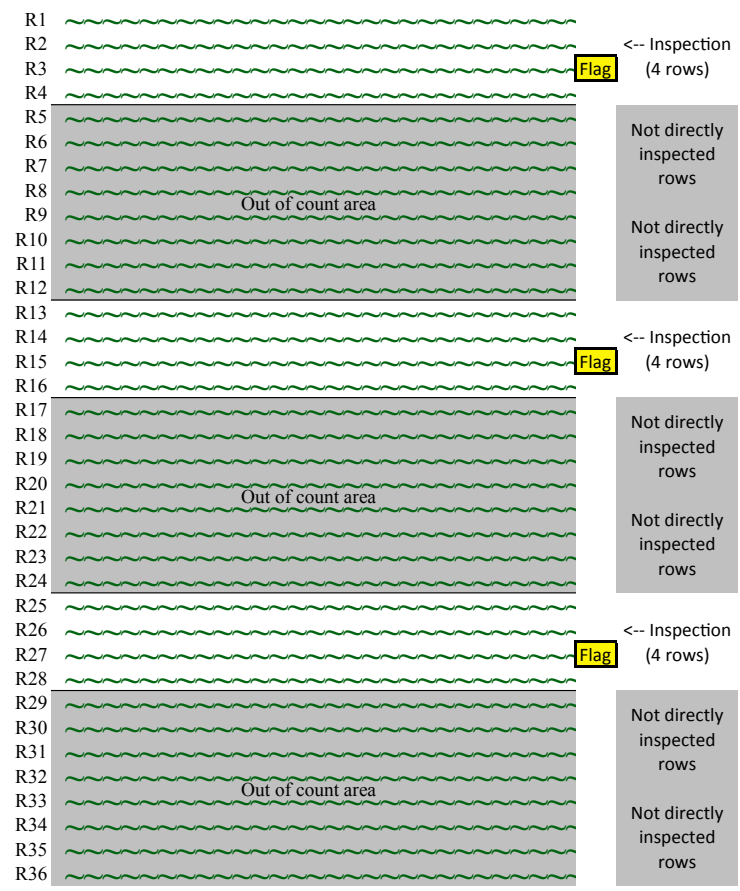 R1
R2 <-- Inspection
R3 Flag (4 rows)
R4
R5
Not directly
R6
inspected
R7
rows
R8
Out of count area
R9
Not directly
R10
inspected
R11
rows
R12
R13
R14 <-- Inspection
R15 Flag (4 rows)
R16
R17
Not directly
R18
inspected
R19
rows
R20
Out of count area
R21
Not directly
R22
inspected
R23
rows
R24
R25
R26 <-- Inspection
R27 Flag (4 rows)
R28
R29
Not directly
R30
inspected
R31
rows
R32
Out of count area
R33
Not directly
R34
inspected
R35
rows
R36